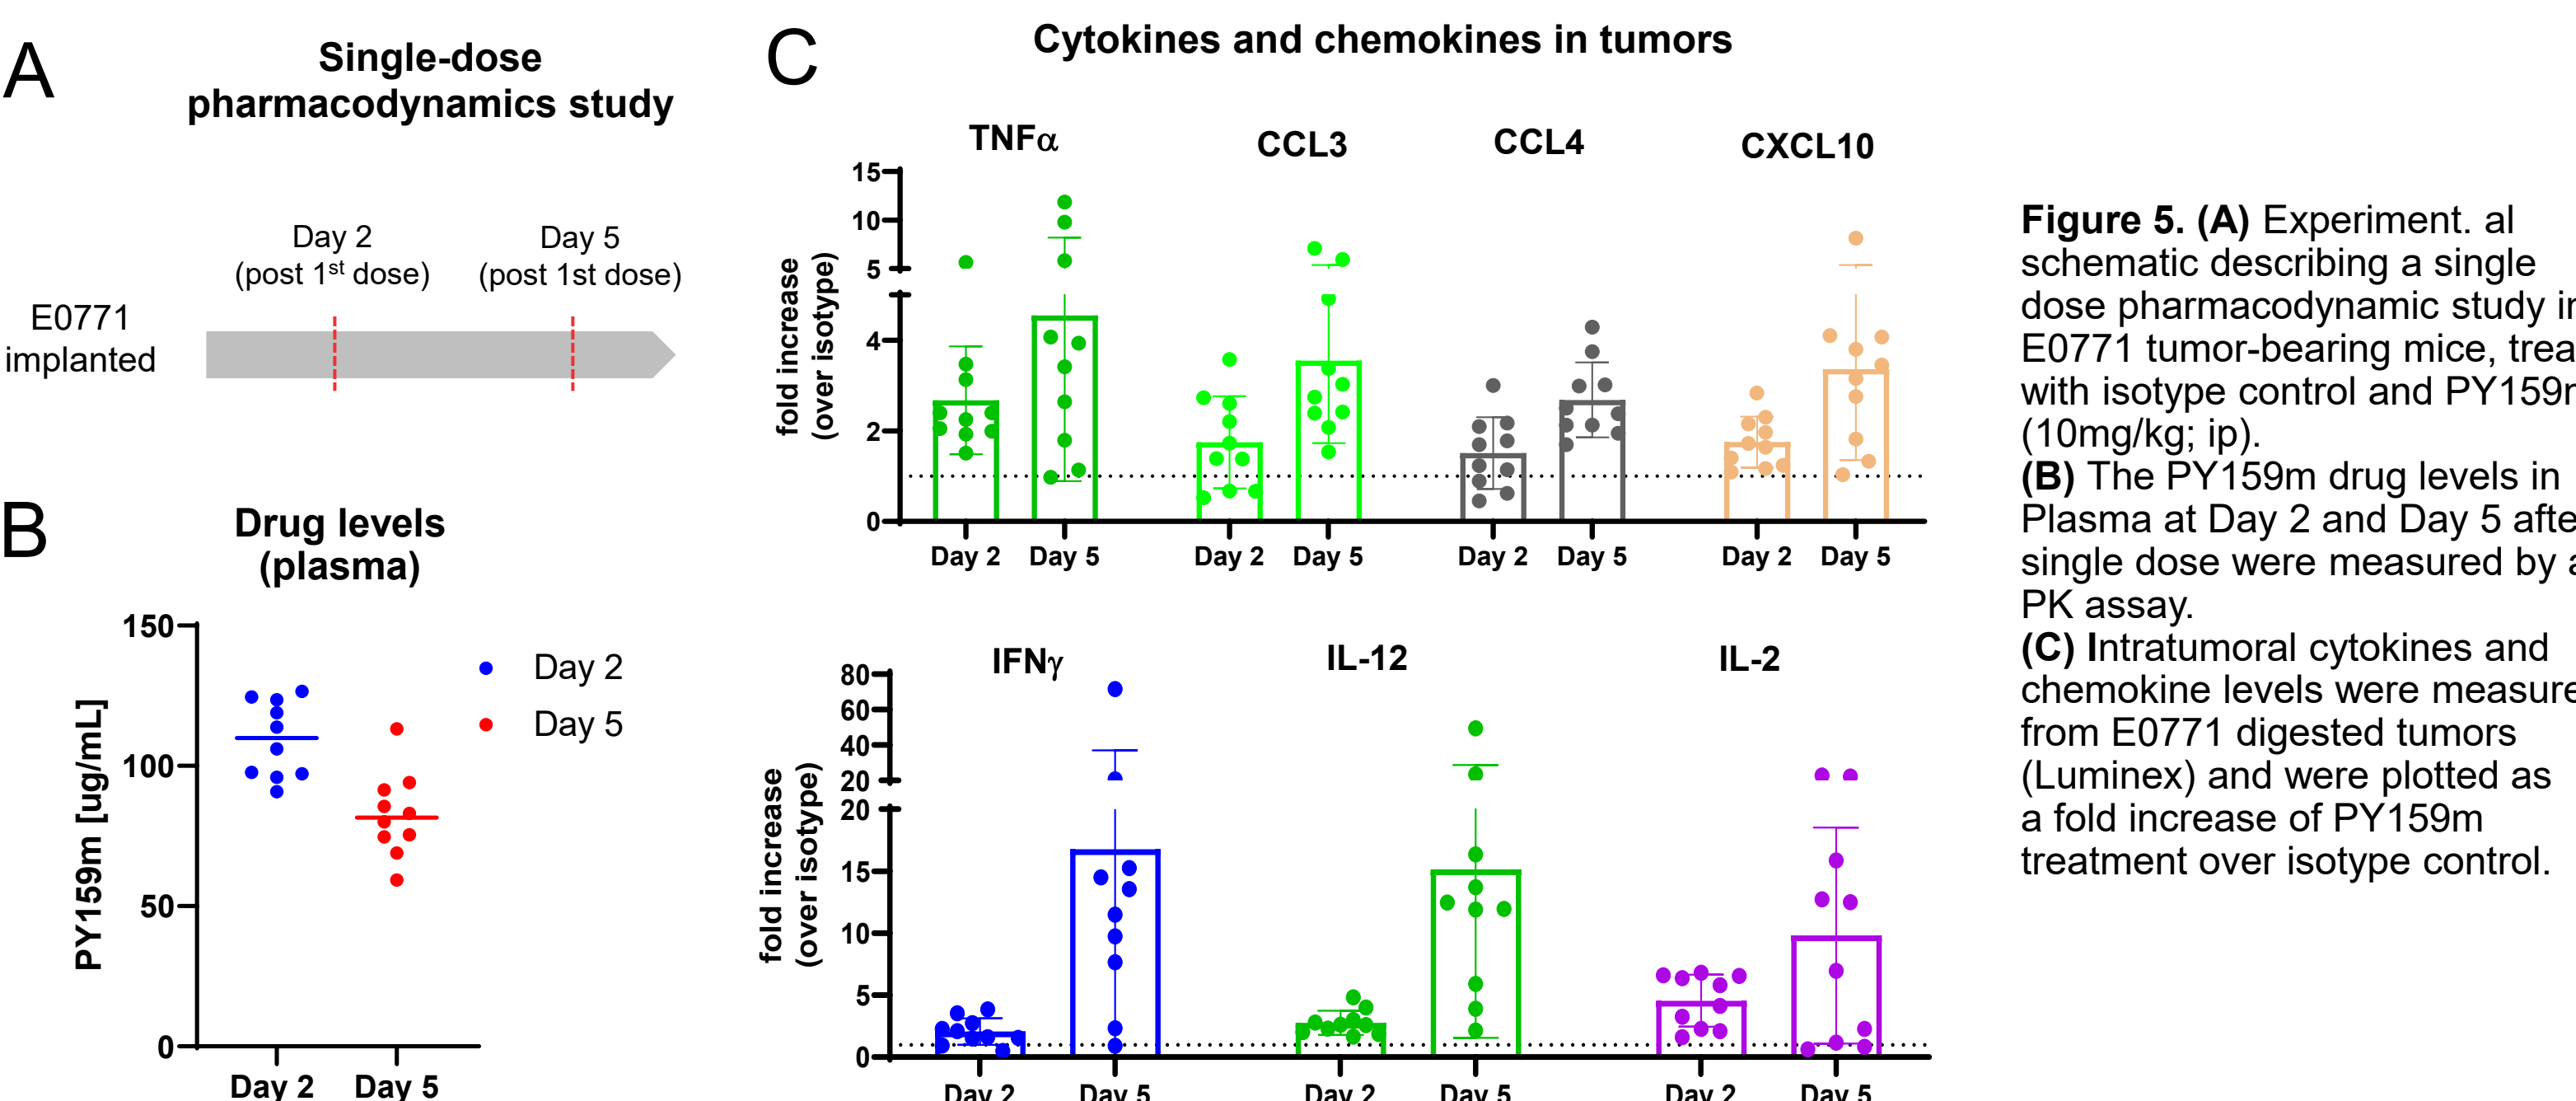 A
Single-dose
pharmacodynamics study
Day 2
(post 1st dose)
Day 5
(post 1st dose)
E0771
implanted
B
Drug levels
(plasma)
PY159m [ug/mL]
150
100
50
0
Day 2
Day 5
Day 2
Day 5
C
Cytokines and chemokines in tumors
TNFα
CCL3
CCL4
CXCL10
fold increase
(over isotype)
15
10
5
4
2
0
Day 2
Day 5
Day 2
Day 5
Day 2
Day 5
Day 2
Day 5
IFNγ
IL-12
IL-2
fold increase
(over isotype)
80
60
40
20
20
15
10
5
0
Day 2
Day 5
Day 2
Day 5
Day 2
Day 5
Figure 5. (A) Experiment. al
schematic describing a single
dose pharmacodynamic study in
E0771 tumor-bearing mice, trea
with isotype control and PY159m
(10mg/kg; ip).
(B) The PY159m drug levels in
Plasma at Day 2 and Day 5 afte
single dose were measured by a
PK assay.
(C) Intratumoral cytokines and
chemokine levels were measure
from E0771 digested tumors
(Luminex) and were plotted as
a fold increase of PY159m
treatment over isotype control.